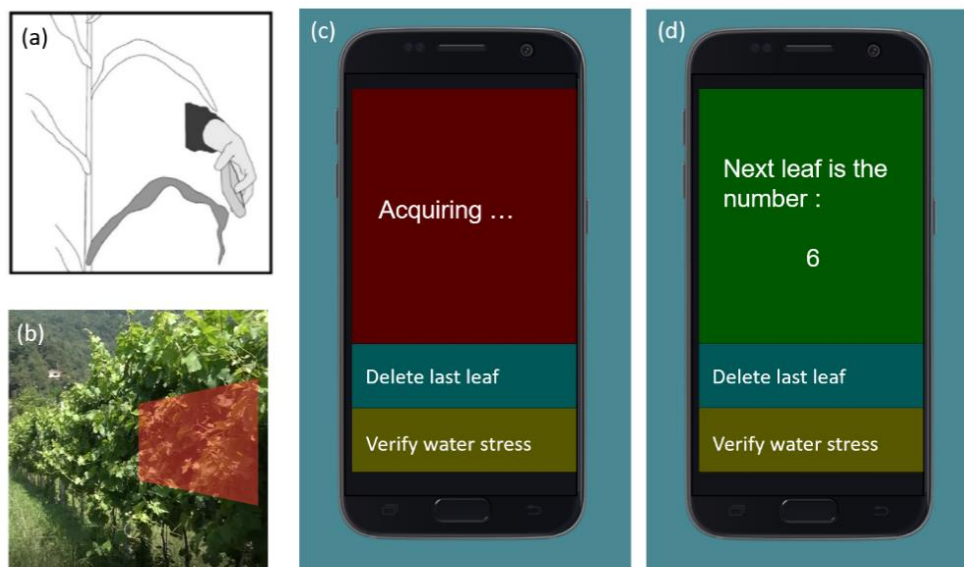 (a)
(b)
(c)
Acquiring …
Delete last leaf
Verify water stress
(d)
Next leaf is the
number :
6
Delete last leaf
Verify water stress